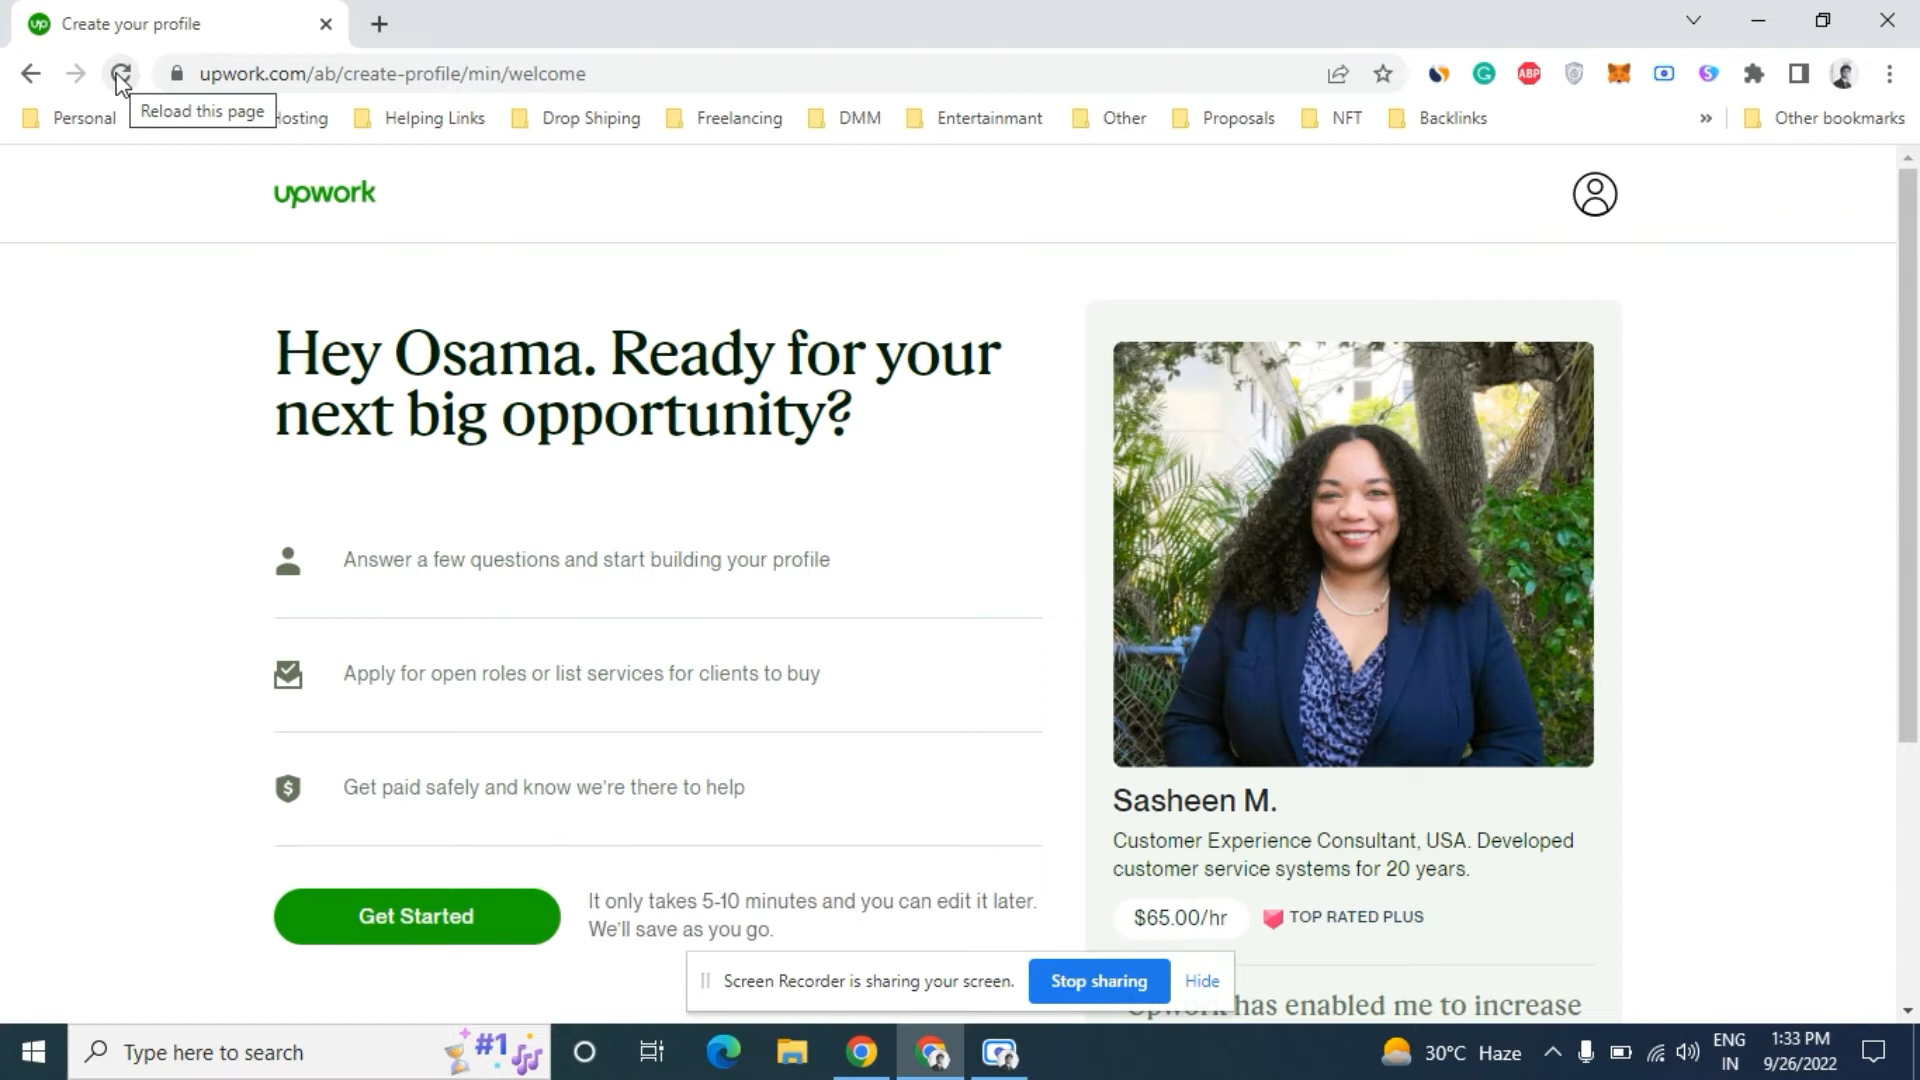 Create your profile
upwork.com/ab/create-profile/min/welcome
ABP
Personal
Reload this page
Hosting
Helping Links
Drop Shiping
Freelancing
DMM
Entertainmant
Other
Proposals
NFT
Backlinks
Other bookmarks
upwork
Hey Osama. Ready for your
next big opportunity?
Answer a few questions and start building your profile
Apply for open roles or list services for clients to buy
Get paid safely and know we're there to help
Get Started
It only takes 5-10 minutes and you can edit it later.
We'll save as you go.
Sasheen M.
Customer Experience Consultant, USA. Developed
customer service systems for 20 years.
$65.00/hr
TOP RATED PLUS
Upwork has enabled me to increase
Screen Recorder is sharing your screen.
Stop sharing
Hide
Type here to search
#1
30°C Haze
ENG
IN
1:33 PM
9/26/2022